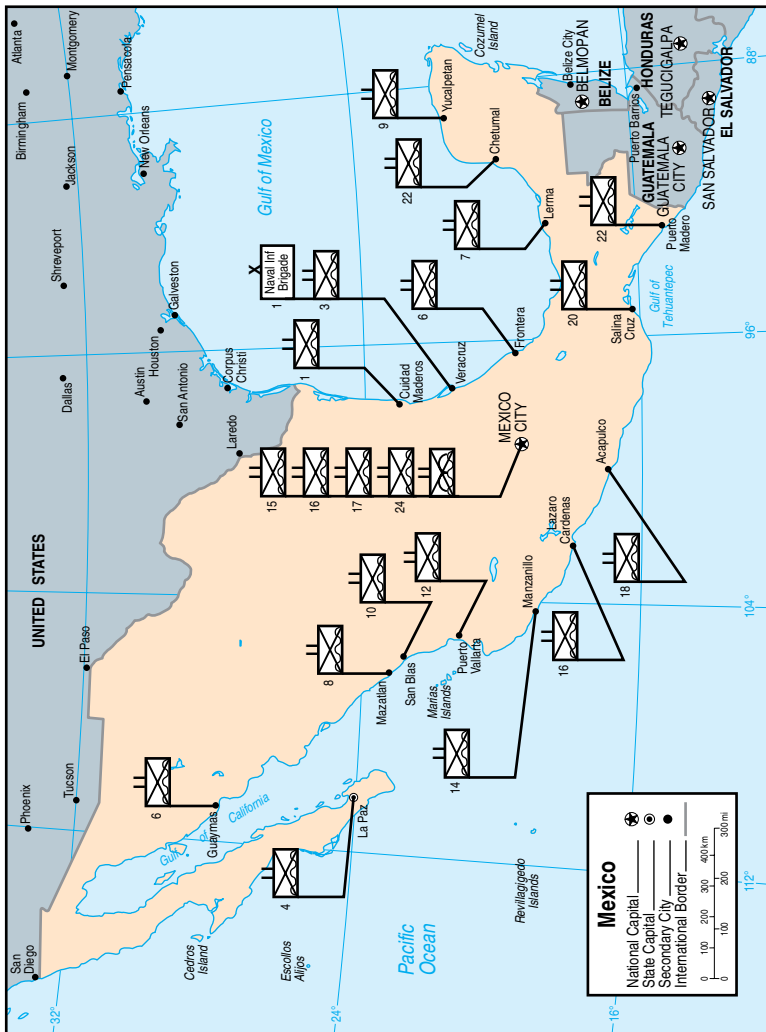 Mexico
National Capital
State Capital
Secondary City
International Border
0 100 200 300 400 km
0 100 200 300 mi
32°
24°
16°
112°
104°
96°
88°
UNITED STATES
San
Diego
Phoenix
Tucson
El Paso
Dallas
Shreveport
Jackson
Birmingham
Atlanta
Montgomery
Pensacola
New Orleans
Austin
Houston
Galveston
San Antonio
Corpus
Christi
Laredo
Gulf of Mexico
Gulf of California
Cedros
Island
Escollos
Alijos
Pacific
Ocean
Revillagigedo
Islands
Marias
Islands
Cozumel
Island
Gulf of
Tehuantepec
Guaymas
6
La Paz
4
Mazatlan
8
San Blas
10
Puerto
Vallarta
12
Manzanillo
14
Lazaro
Cardenas
16
Acapulco
18
MEXICO
CITY
15
16
17
24
Cuidad
Maderos
1
Veracruz
1
Naval Inf
Brigade
3
Frontera
6
Lerma
7
Chetumal
22
Yucalpetan
9
Salina
Cruz
20
Puerto
Madero
22
Belize City
BELMOPÁN
BELIZE
Puerto Barrios
GUATEMALA
GUATEMALA
CITY
HONDURAS
TEGUCIGALPA
SAN SALVADOR
EL SALVADOR